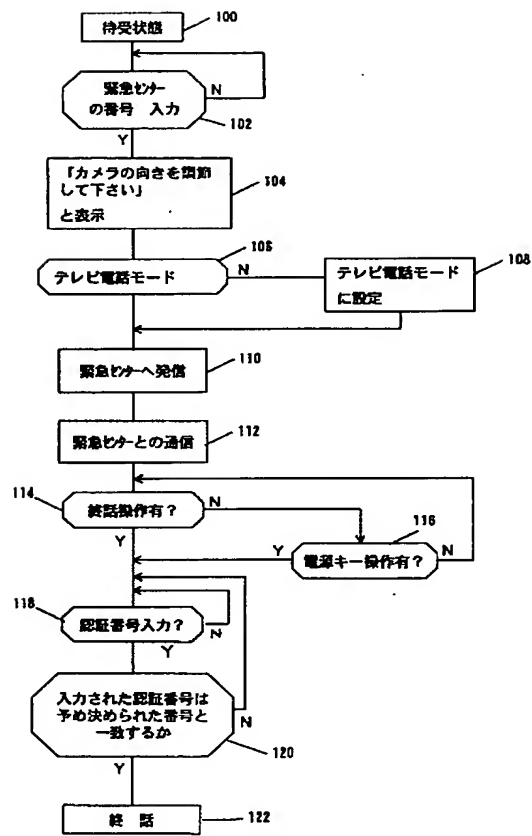 待受状態
100
緊急センター
の番号 入力
N
102
Y
「カメラの向きを調節
して下さい」
と表示
104
106
テレビ電話モード
N
テレビ電話モード
に設定
108
Y
緊急センターへ発信
110
緊急センターとの通信
112
114
終話操作有?
N
116
Y
電源キー操作有?
Y
N
118
認証番号入力?
N
Y
入力された認証番号は
予め決められた番号と
一致するか
N
120
Y
終 話
122